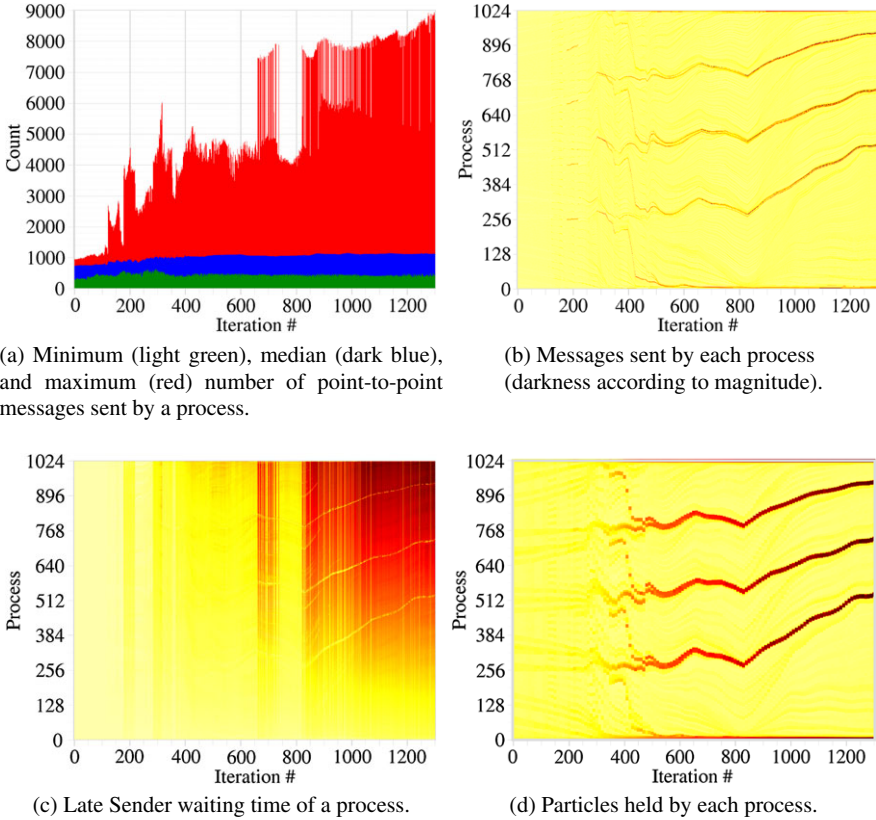 9000
8000
7000
6000
5000
4000
3000
2000
1000
0
Count
0 200 400 600 800 1000 1200
Iteration #
(a) Minimum (light green), median (dark blue),
and maximum (red) number of point-to-point
messages sent by a process.
1024
896
768
640
512
384
256
128
0
Process
0 200 400 600 800 1000 1200
Iteration #
(b) Messages sent by each process
(darkness according to magnitude).
1024
896
768
640
512
384
256
128
0
Process
0 200 400 600 800 1000 1200
Iteration #
(c) Late Sender waiting time of a process.
1024
896
768
640
512
384
256
128
0
Process
0 200 400 600 800 1000 1200
Iteration #
(d) Particles held by each process.